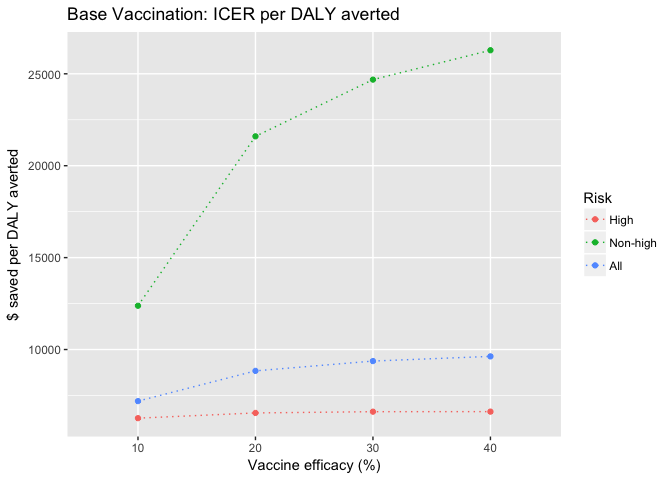 Base Vaccination: ICER per DALY averted
$ saved per DALY averted
25000
20000
15000
10000
10
20
30
40
Vaccine efficacy (%)
Risk
High
Non-high
All